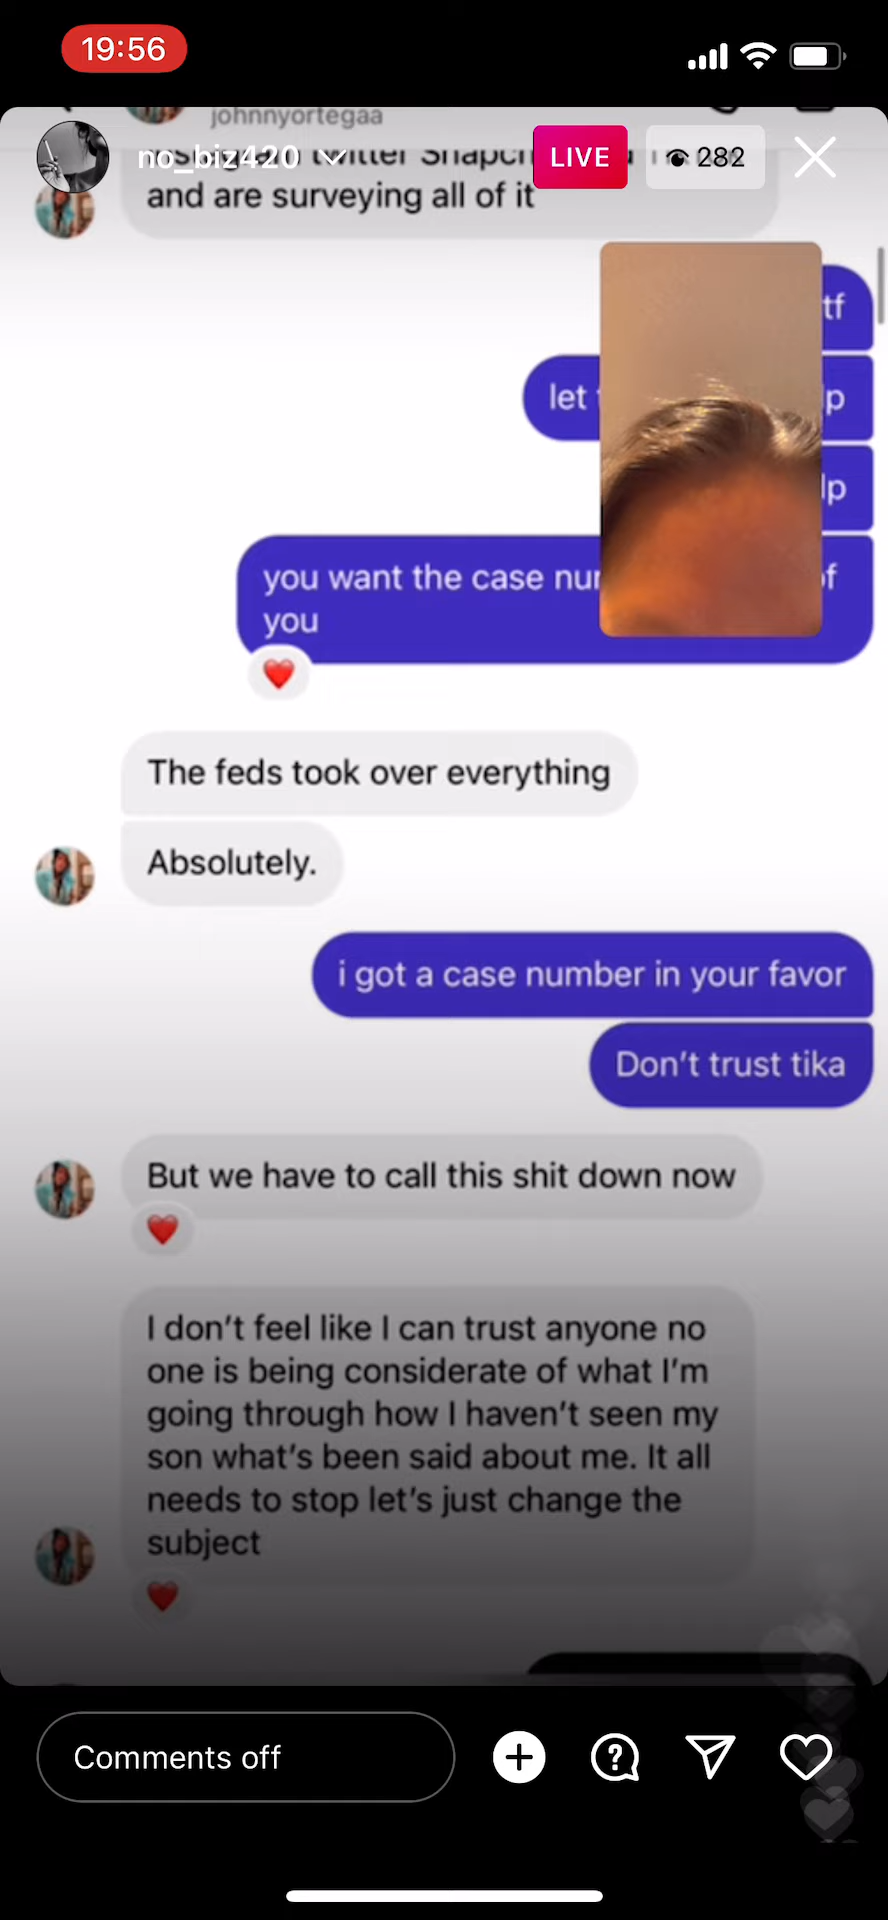 19:56
johnnyortegaa
no_biz420
LIVE
282
twitter
and are surveying all of it
tf
let
you want the case
you
The feds took over everything
Absolutely.
i got a case number in your favor
Don't trust tika
But we have to call this shit down now
I don't feel like I can trust anyone no
one is being considerate of what I'm
going through how I haven't seen my
son what's been said about me. It all
needs to stop let's just change the
subject
Comments off